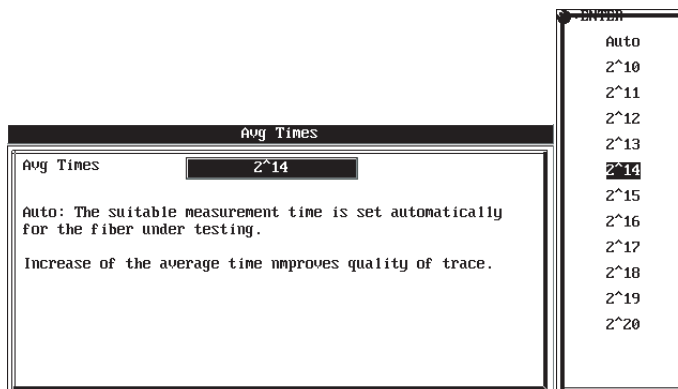 Avg Times
Avg Times 2^14
Auto: The suitable measurement time is set automatically
for the fiber under testing.
Increase of the average time nmproves quality of trace.
ENTER
Auto
2^10
2^11
2^12
2^13
2^14
2^15
2^16
2^17
2^18
2^19
2^20